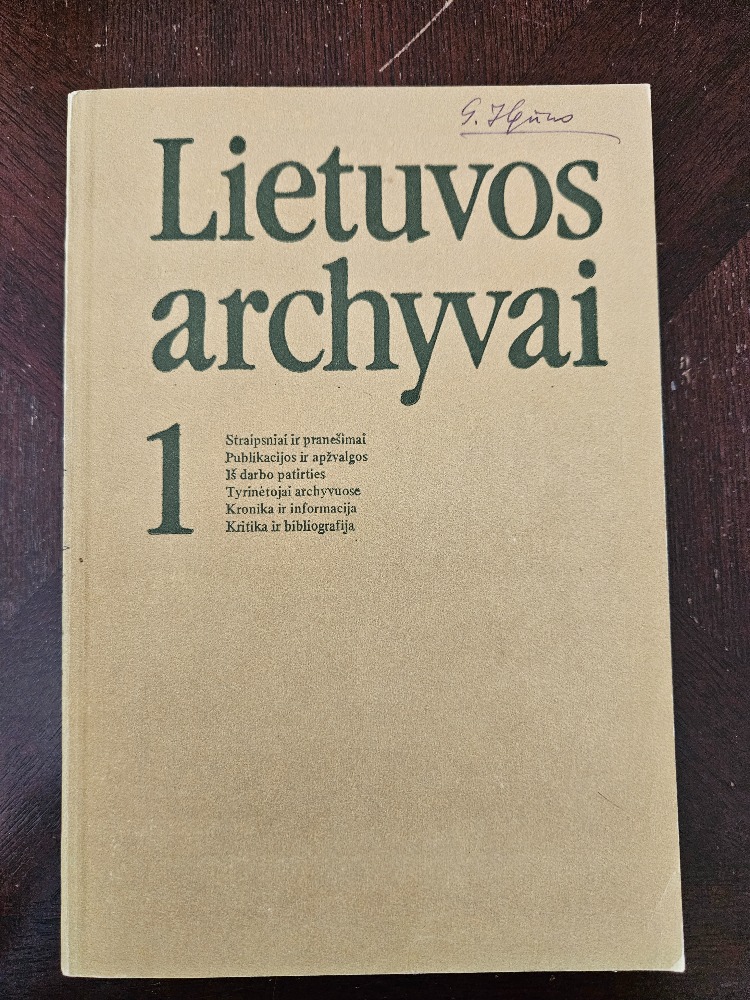 G. Ilgūno
Lietuvos
archyvai
1
Straipsniai ir pranešimai
Publikacijos ir apžvalgos
Iš darbo patirties
Tyrinėtojai archyvuose
Kronika ir informacija
Kritika ir bibliografija